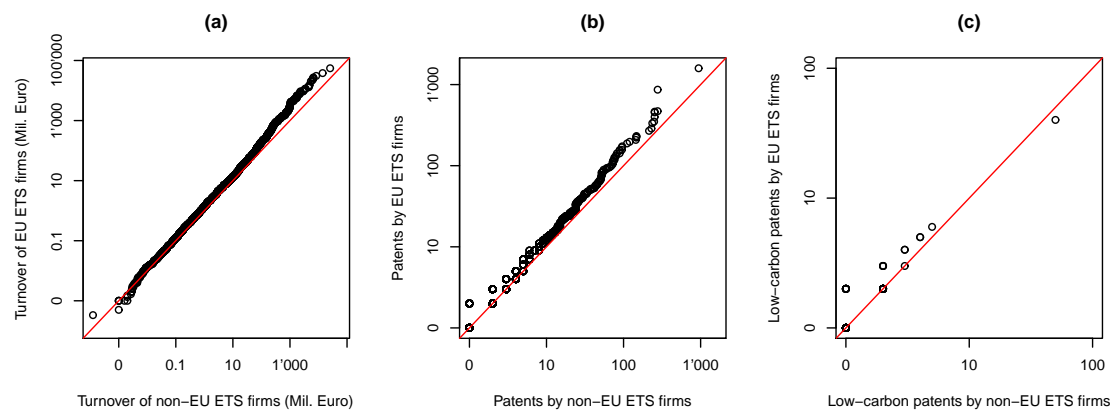 (a)
Turnover of EU ETS firms (Mil. Euro)
100'000
1'000
10
0.1
0
0
0.1
10
1'000
Turnover of non−EU ETS firms (Mil. Euro)
(b)
Patents by EU ETS firms
1'000
100
10
0
0
10
100
1'000
Patents by non−EU ETS firms
(c)
Low−carbon patents by EU ETS firms
100
10
0
0
10
100
Low−carbon patents by non−EU ETS firms